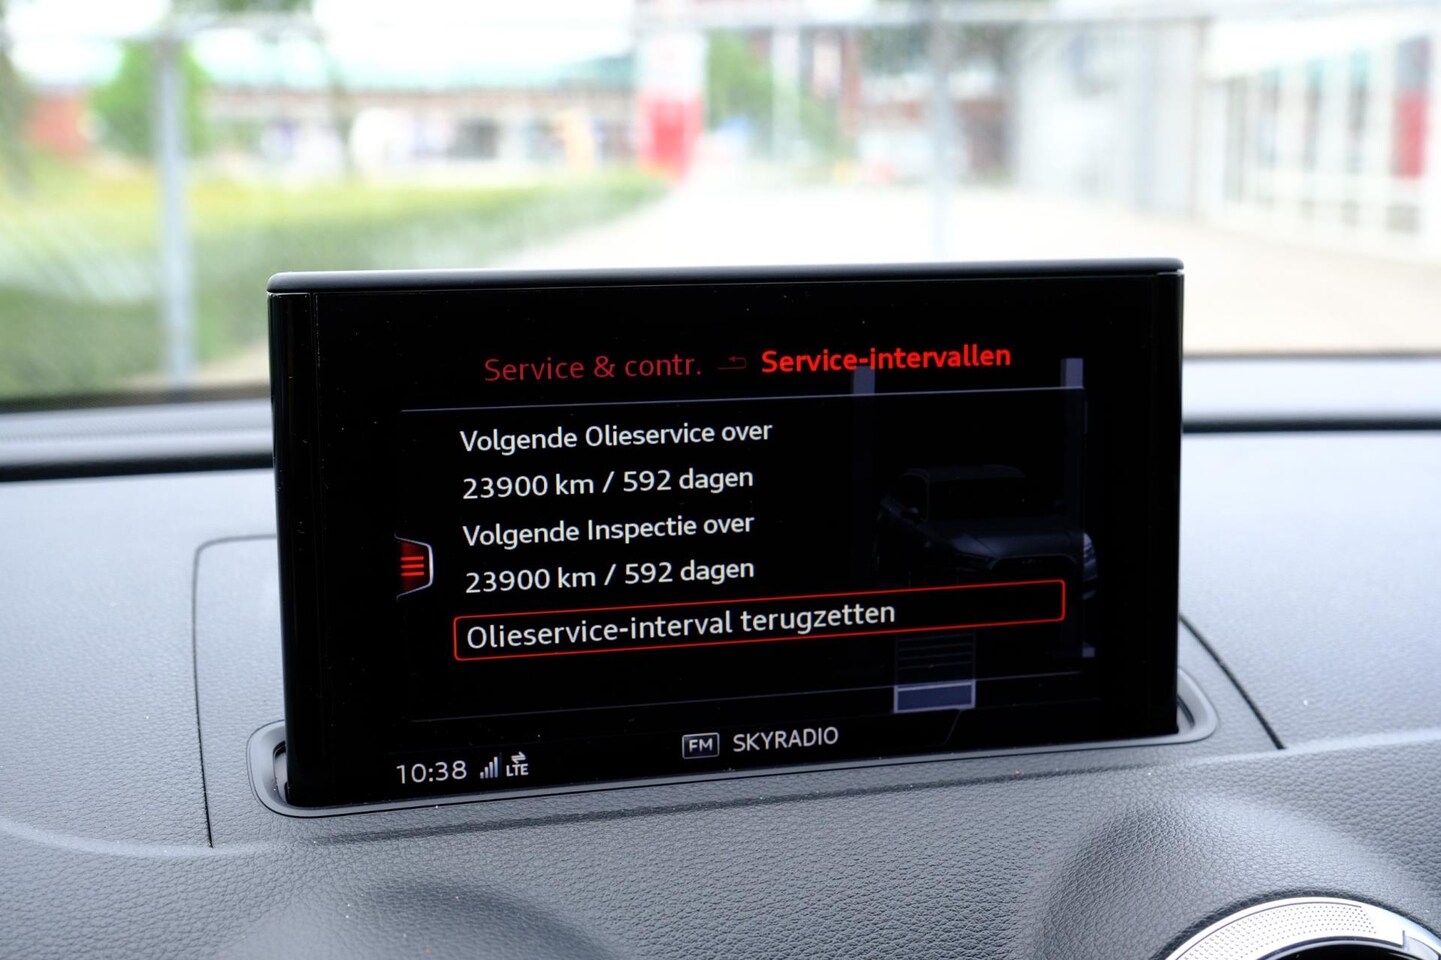 Service & contr. Service-intervallen
Volgende Olieservice over
23900 km / 592 dagen
Volgende Inspectie over
23900 km / 592 dagen
Olieservice-interval terugzetten
FM SKYRADIO
10:38 LTE